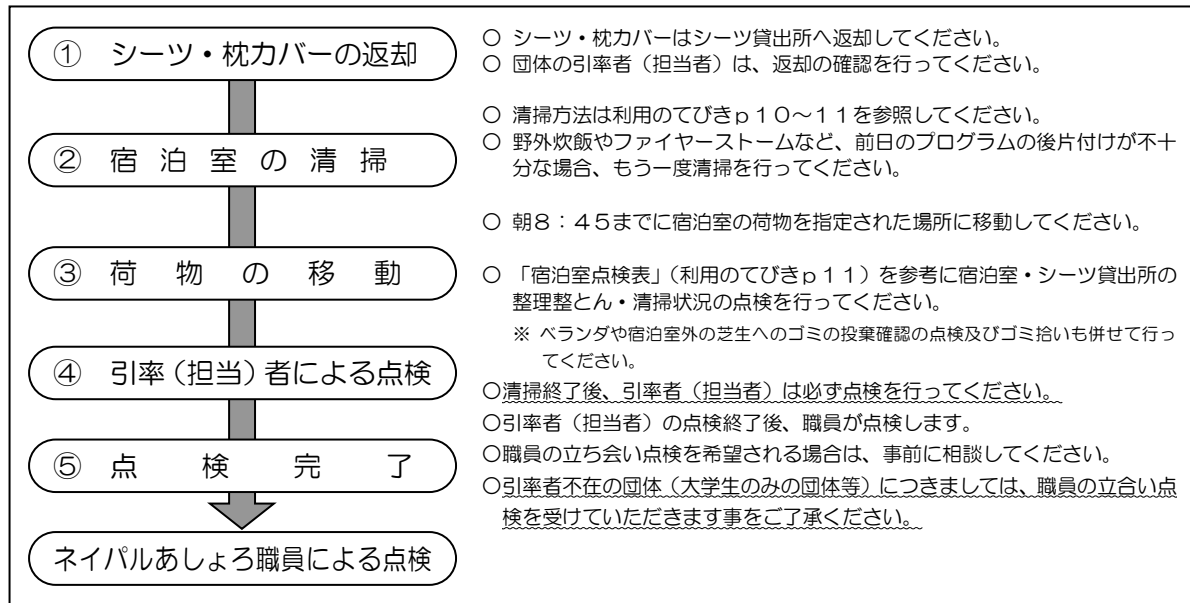 ① シーツ・枕カバーの返却
○ シーツ・枕カバーはシーツ貸出所へ返却してください。
○ 団体の引率者（担当者）は、返却の確認を行ってください。
② 宿泊室の清掃
○ 清掃方法は利用のてびきｐ１０～１１を参照してください。
○ 野外炊飯やファイヤーストームなど、前日のプログラムの後片付けが不十
分な場合、もう一度清掃を行ってください。
③ 荷物の移動
○ 朝８：４５までに宿泊室の荷物を指定された場所に移動してください。
④ 引率（担当）者による点検
○ 「宿泊室点検表」（利用のてびきｐ１１）を参考に宿泊室・シーツ貸出所の
整理整とん・清掃状況の点検を行ってください。
※ ベランダや宿泊室外の芝生へのゴミの投棄確認の点検及びゴミ拾いも併せて行っ
てください。
○清掃終了後、引率者（担当者）は必ず点検を行ってください。
⑤ 点検完了
○引率者（担当者）の点検終了後、職員が点検します。
○職員の立ち会い点検を希望される場合は、事前に相談してください。
○引率者不在の団体（大学生のみの団体等）につきましては、職員の立合い点
検を受けていただきます事をご了承ください。
ネイパルあしょろ職員による点検